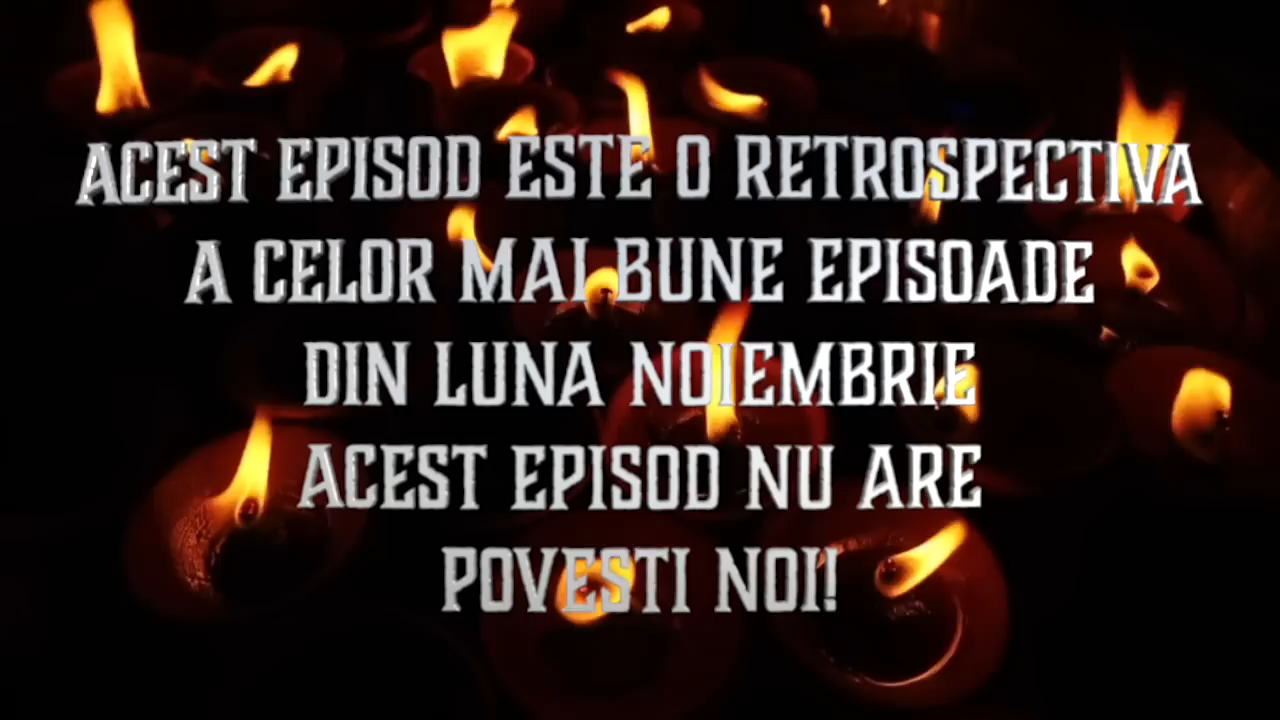 ACEST EPISOD ESTE O RETROSPECTIVA
A CELOR MAI BUNE EPISOADE
DIN LUNA NOIEMBRIE
ACEST EPISOD NU ARE
POVESTI NOI!